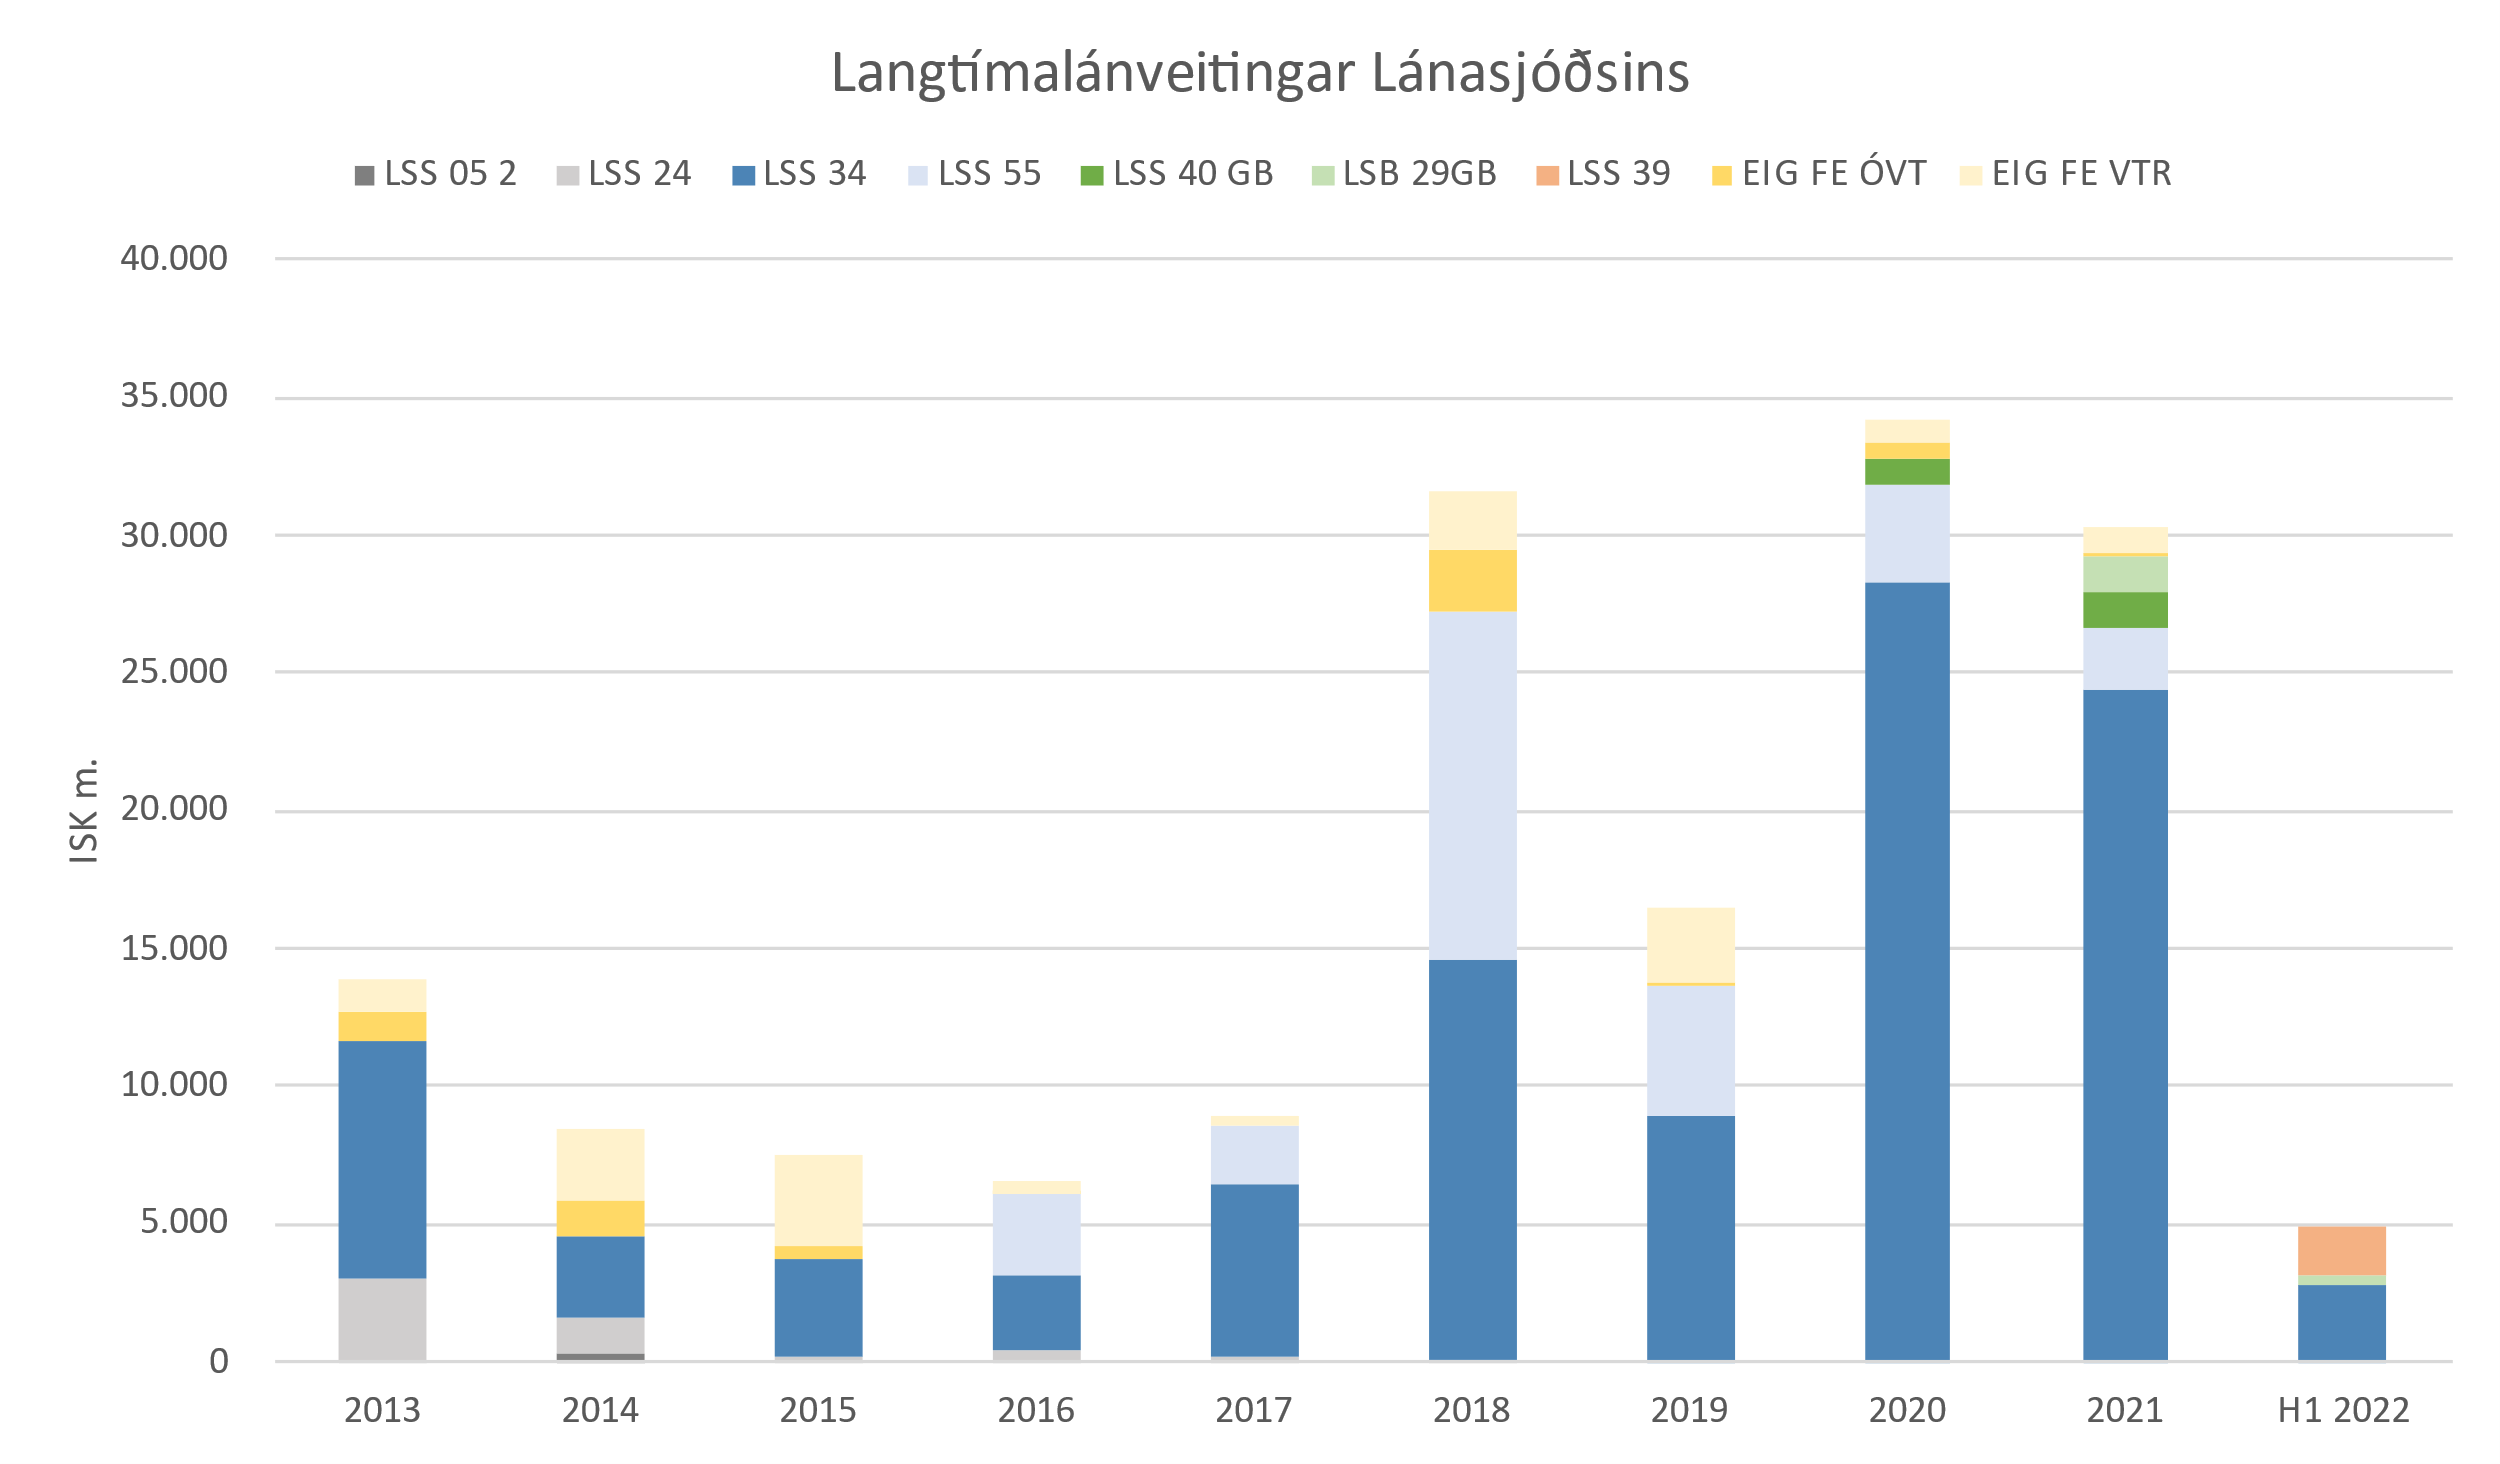 Langtímalánveitingar Lánasjóðsins
LSS 05 2 LSS 24 LSS 34 LSS 55 LSS 40 GB LSB 29GB LSS 39 EIG FE ÓVT EIG FE VTR
40.000
35.000
30.000
25.000
20.000
15.000
10.000
5.000
0
ISK m.
2013 2014 2015 2016 2017 2018 2019 2020 2021 H1 2022